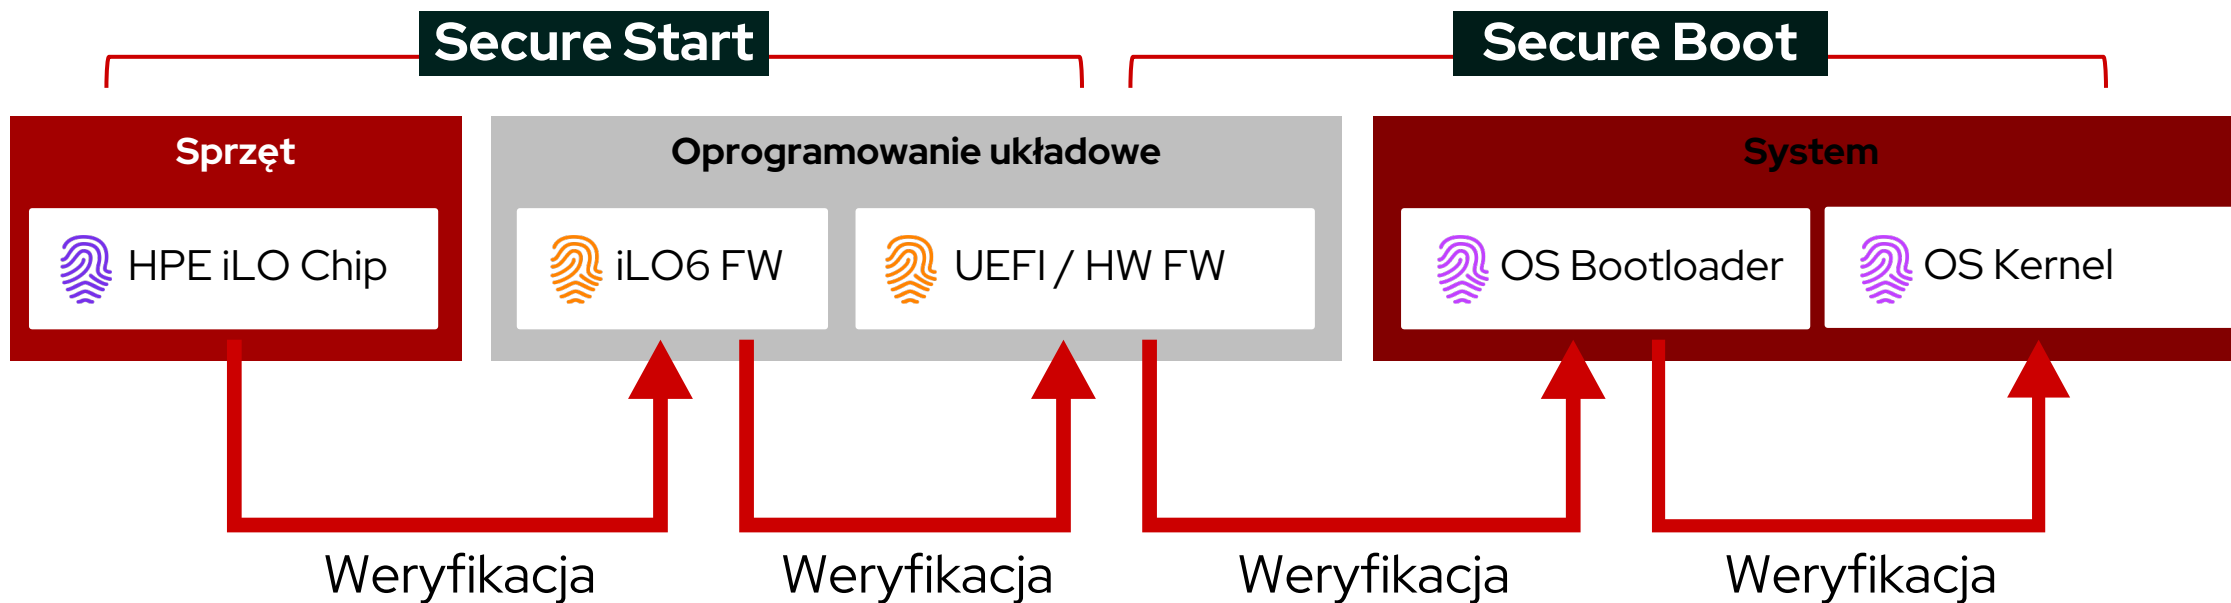 Secure Start
Secure Boot
Sprzęt
Oprogramowanie układowe
System
HPE iLO Chip
iLO6 FW
UEFI / HW FW
OS Bootloader
OS Kernel
Weryfikacja
Weryfikacja
Weryfikacja
Weryfikacja